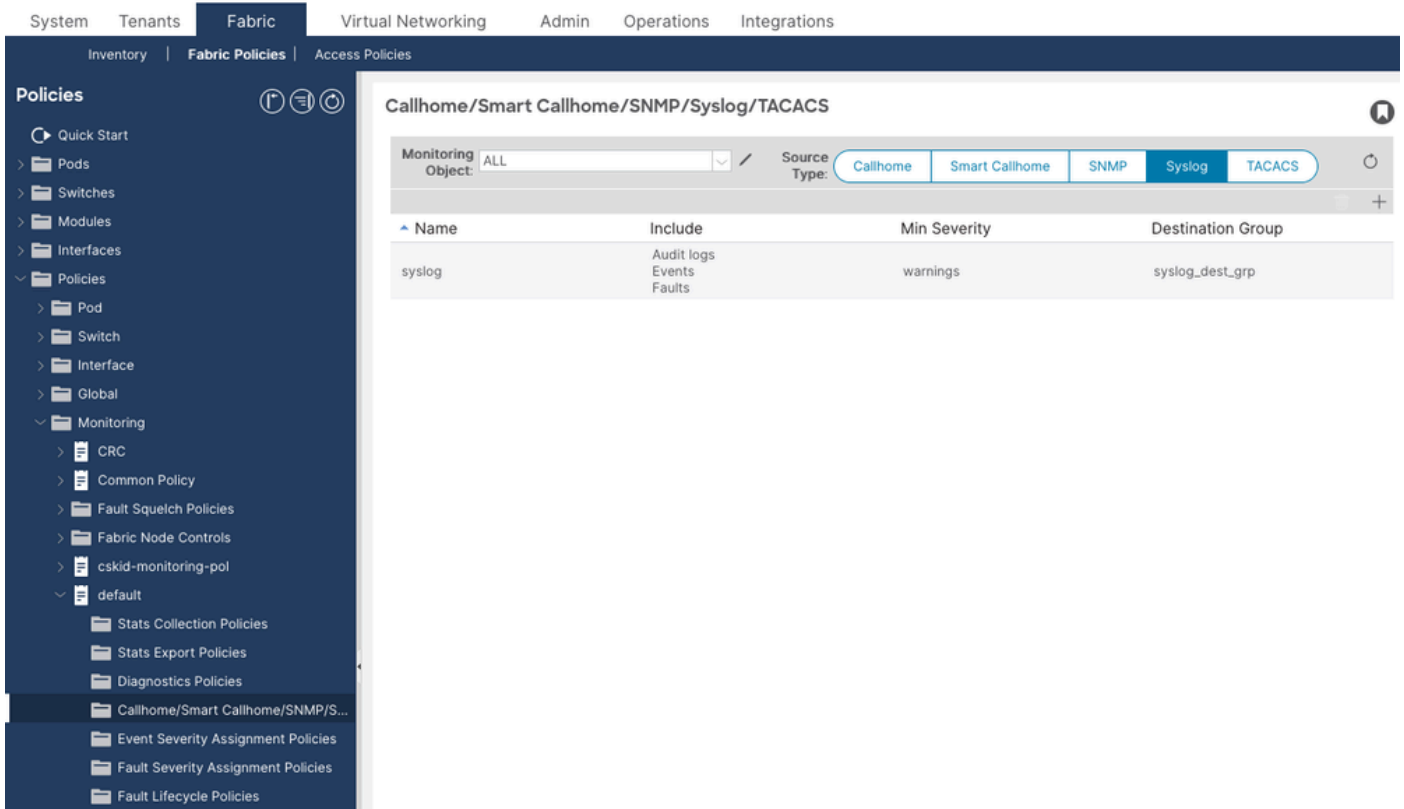 System Tenants Fabric Virtual Networking Admin Operations Integrations
Inventory | Fabric Policies | Access Policies
Policies
Quick Start
Pods
Switches
Modules
Interfaces
Policies
Pod
Switch
Interface
Global
Monitoring
CRC
Common Policy
Fault Squelch Policies
Fabric Node Controls
cskid-monitoring-pol
default
Stats Collection Policies
Stats Export Policies
Diagnostics Policies
Callhome/Smart Callhome/SNMP/S...
Event Severity Assignment Policies
Fault Severity Assignment Policies
Fault Lifecycle Policies
Callhome/Smart Callhome/SNMP/Syslog/TACACS
Monitoring Object: ALL
Source Type: Callhome Smart Callhome SNMP Syslog TACACS
Name Include Min Severity Destination Group
Audit logs
syslog Events warnings syslog_dest_grp
Faults